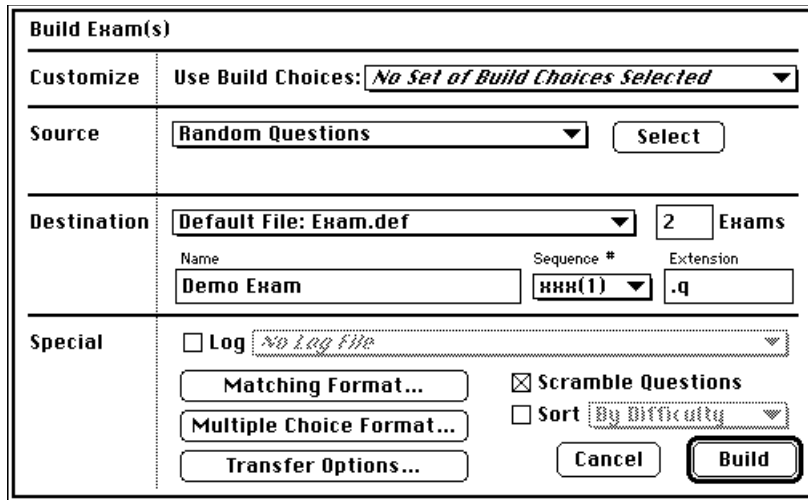 Build Exam(s)
Customize Use Build Choices: No Set of Build Choices Selected
Source Random Questions Select
Destination Default File: Exam.def 2 Exams
Name Sequence # Extension
Demo Exam xxx(1) .q
Special Log No Log File
Matching Format... Scramble Questions
Multiple Choice Format... Sort By Difficulty
Transfer Options... Cancel Build